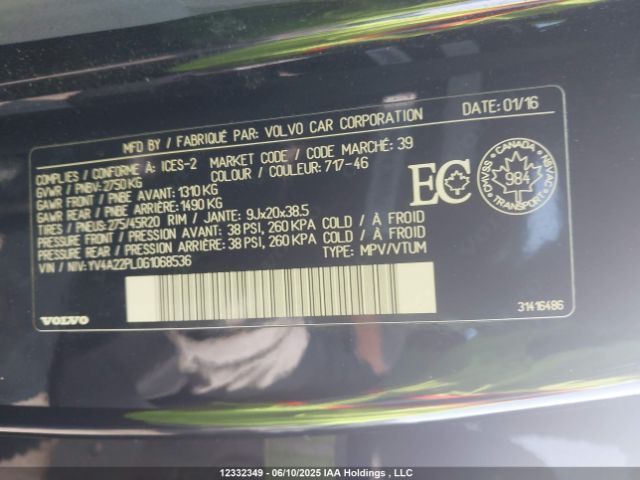 MFD BY / FABRIQUÉ PAR: VOLVO CAR CORPORATION DATE: 01/16
COMPLIES / CONFORME À: ICES-2 MARKET CODE / CODE MARCHÉ: 39
GVWR / PNBV: 2750 KG COLOUR / COULEUR: 717-46
GAWR FRONT / PNBE AVANT: 1310 KG
GAWR REAR / PNBE ARRIÈRE: 1490 KG
TIRES / PNEUS: 275/45R20 RIM / JANTE: 9Jx20x38.5
PRESSURE FRONT / PRESSION AVANT: 38 PSI, 260 KPA COLD / À FROID
PRESSURE REAR / PRESSION ARRIÈRE: 38 PSI, 260 KPA COLD / À FROID
VIN / NIV: YV4A22PL0G1068536 TYPE: MPV/VTUM
EC
CANADA
CMVSS 984 NSVAC
TRANSPORT
VOLVO 31416486
12332349 - 06/10/2025 IAA Holdings , LLC